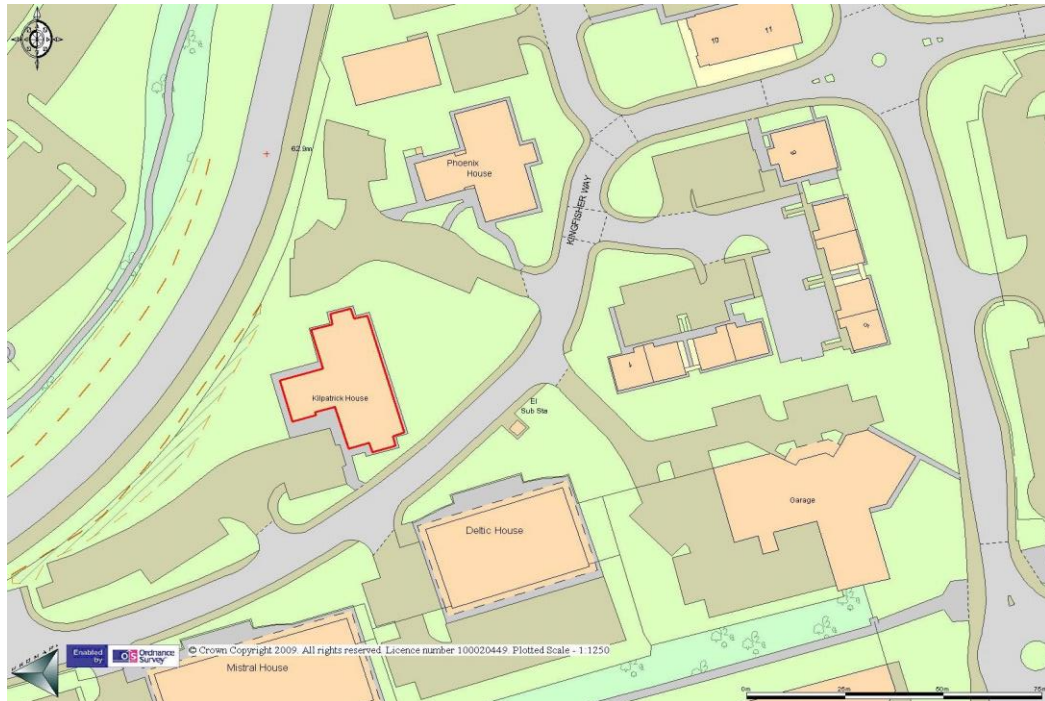 10
11
62.9m
Phoenix
House
KINGFISHER WAY
Kilpatrick House
1
El
Sub Sta
Garage
Deltic House
Enabled
by
OS Ordnance
Survey
© Crown Copyright 2009. All rights reserved. Licence number 100020449. Plotted Scale - 1:1250
Mistral House
0m
25m
50m
75m